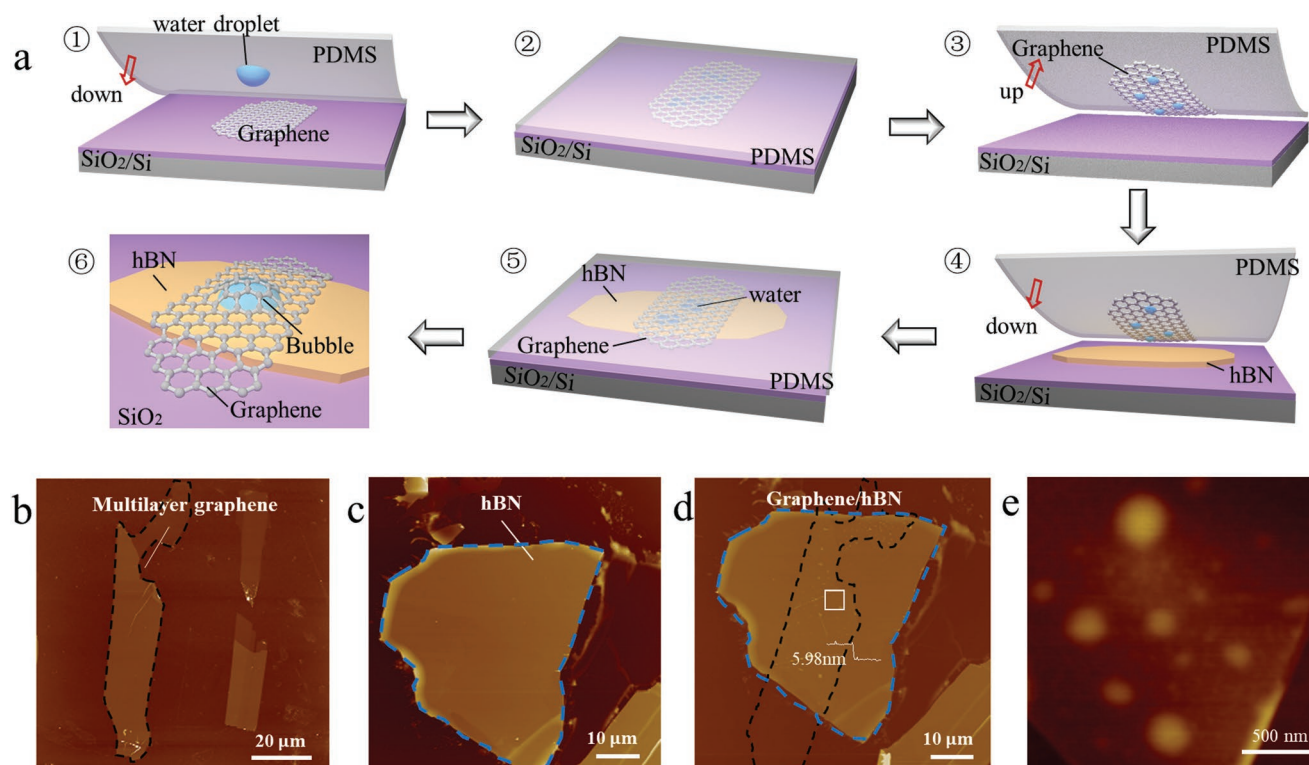 a
①
water droplet
PDMS
down
Graphene
SiO₂/Si
②
SiO₂/Si
PDMS
③
Graphene
up
SiO₂/Si
④
PDMS
down
hBN
SiO₂/Si
⑤
hBN
water
Graphene
PDMS
SiO₂/Si
⑥
hBN
Bubble
Graphene
SiO₂
b
Multilayer graphene
20 μm
c
hBN
10 μm
d
Graphene/hBN
5.98nm
10 μm
e
500 nm